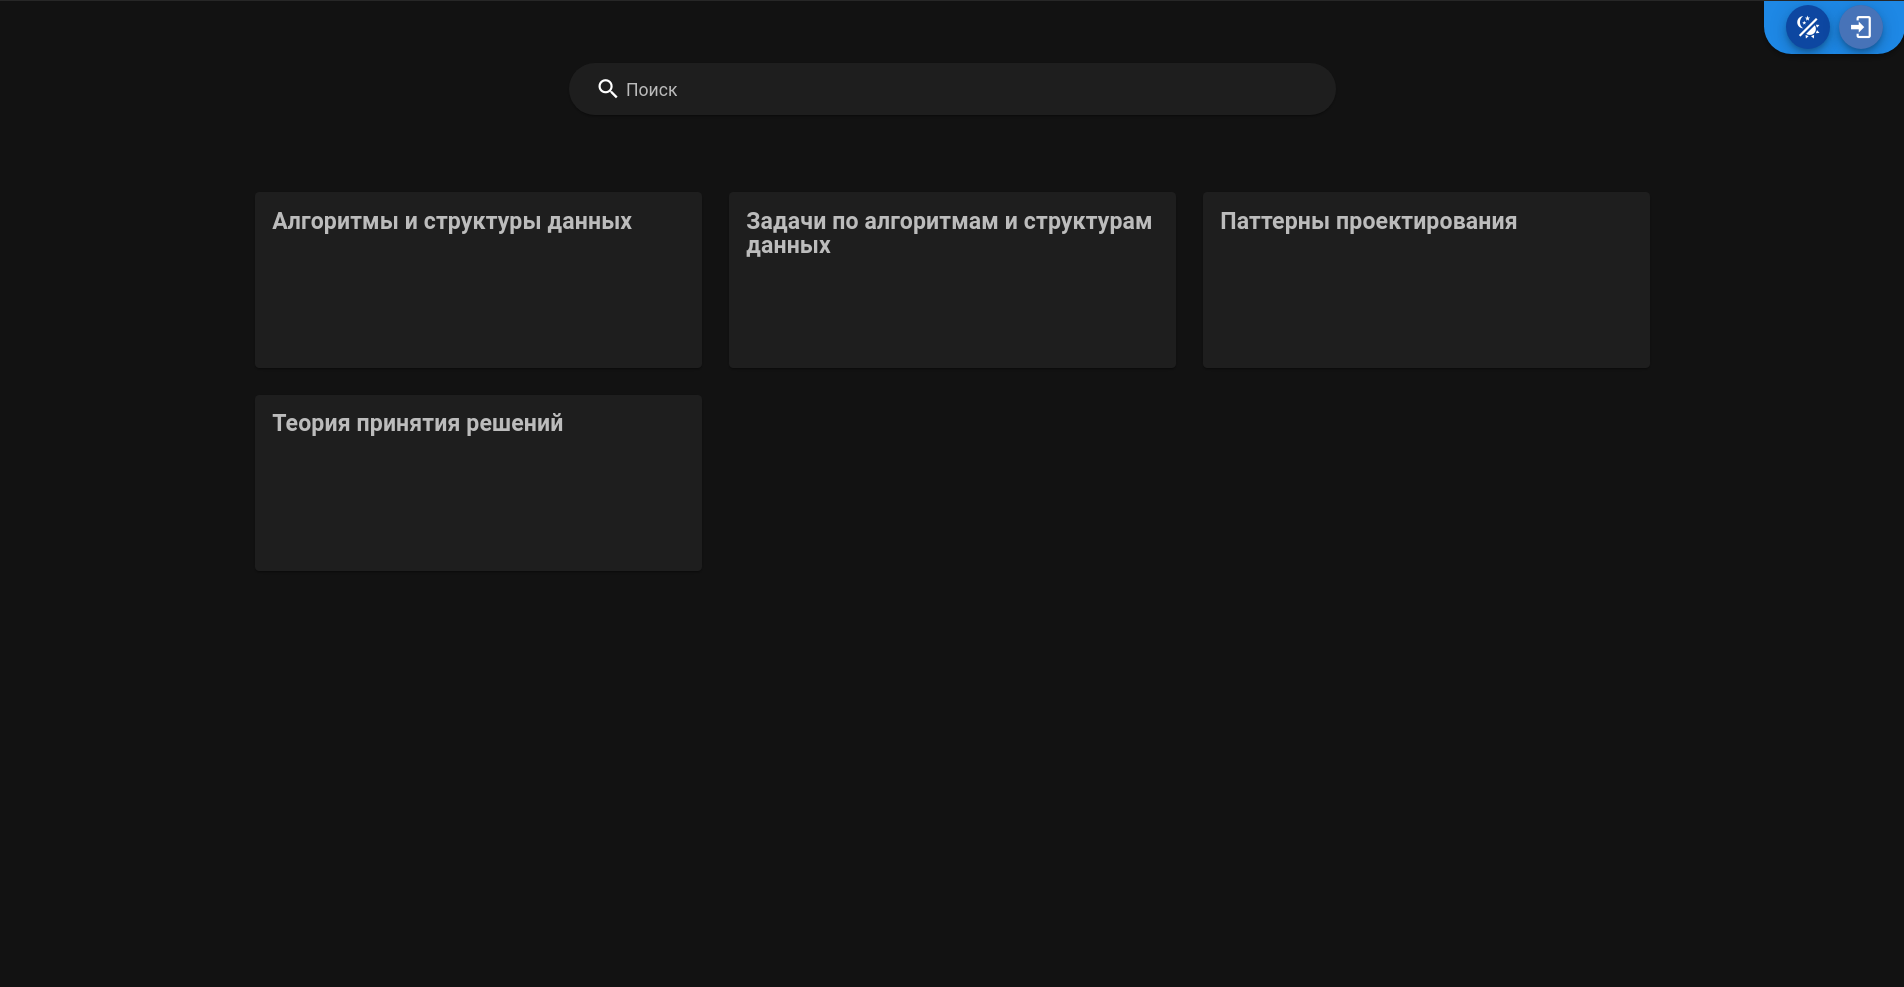 Поиск
Алгоритмы и структуры данных
Задачи по алгоритмам и структурам
данных
Паттерны проектирования
Теория принятия решений